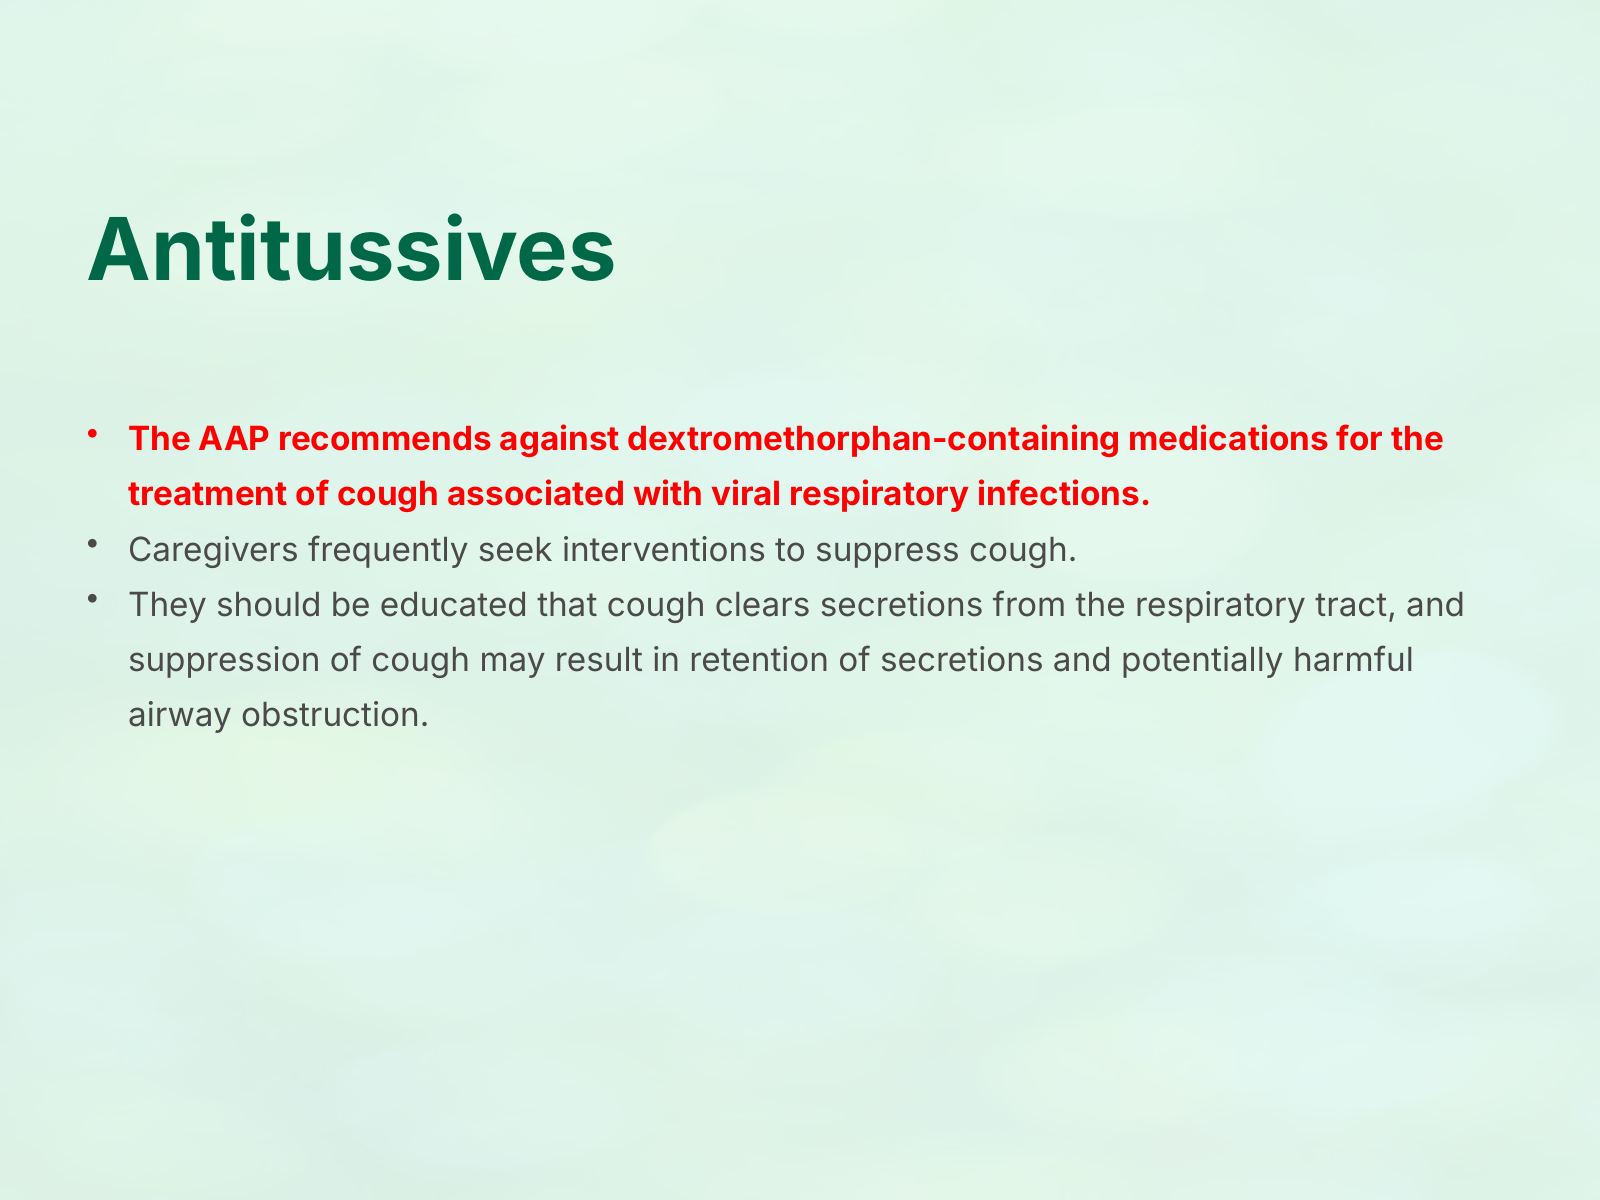 Antitussives
• The AAP recommends against dextromethorphan-containing medications for the
treatment of cough associated with viral respiratory infections.
• Caregivers frequently seek interventions to suppress cough.
• They should be educated that cough clears secretions from the respiratory tract, and
suppression of cough may result in retention of secretions and potentially harmful
airway obstruction.